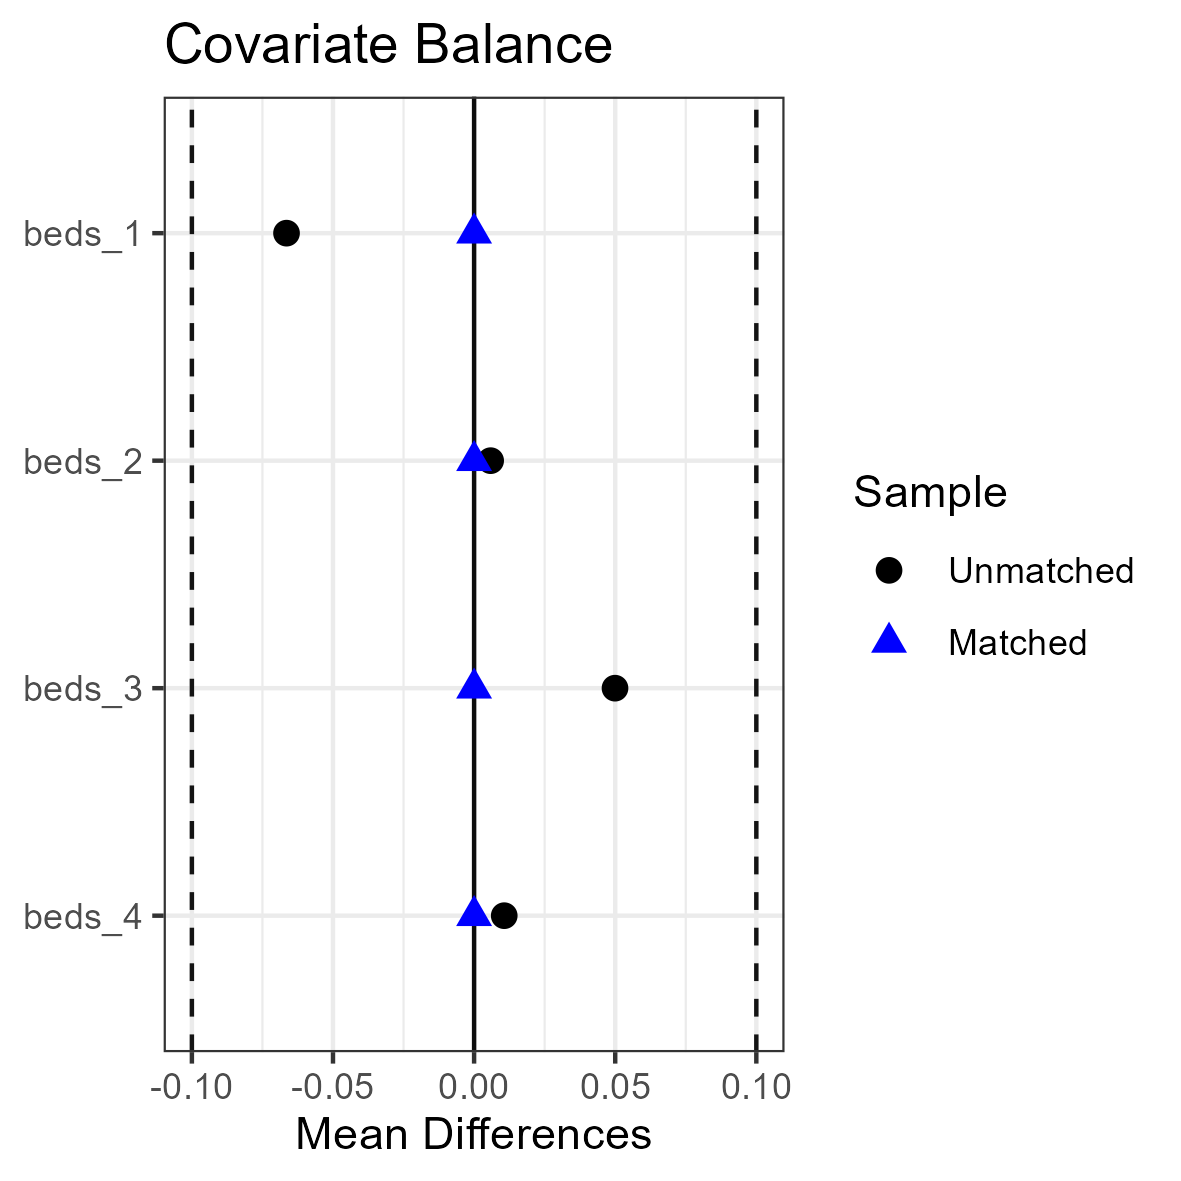 Covariate Balance
beds_1
beds_2
beds_3
beds_4
-0.10 -0.05 0.00 0.05 0.10
Mean Differences
Sample
Unmatched
Matched